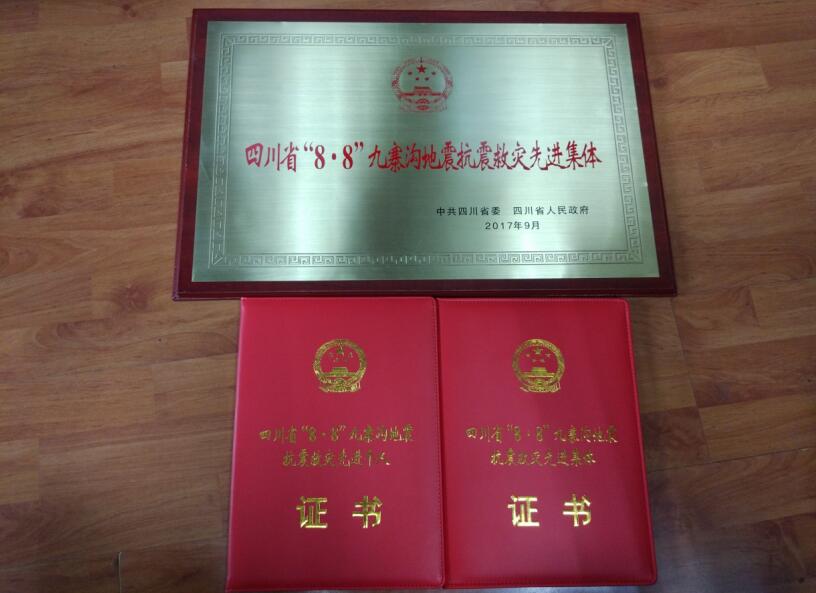 四川省“8·8”九寨沟地震抗震救灾先进集体
中共四川省委 四川省人民政府
2017年9月
四川省“8·8”九寨沟地震
抗震救灾先进个人
证书
四川省“8·8”九寨沟地震
抗震救灾先进集体
证书